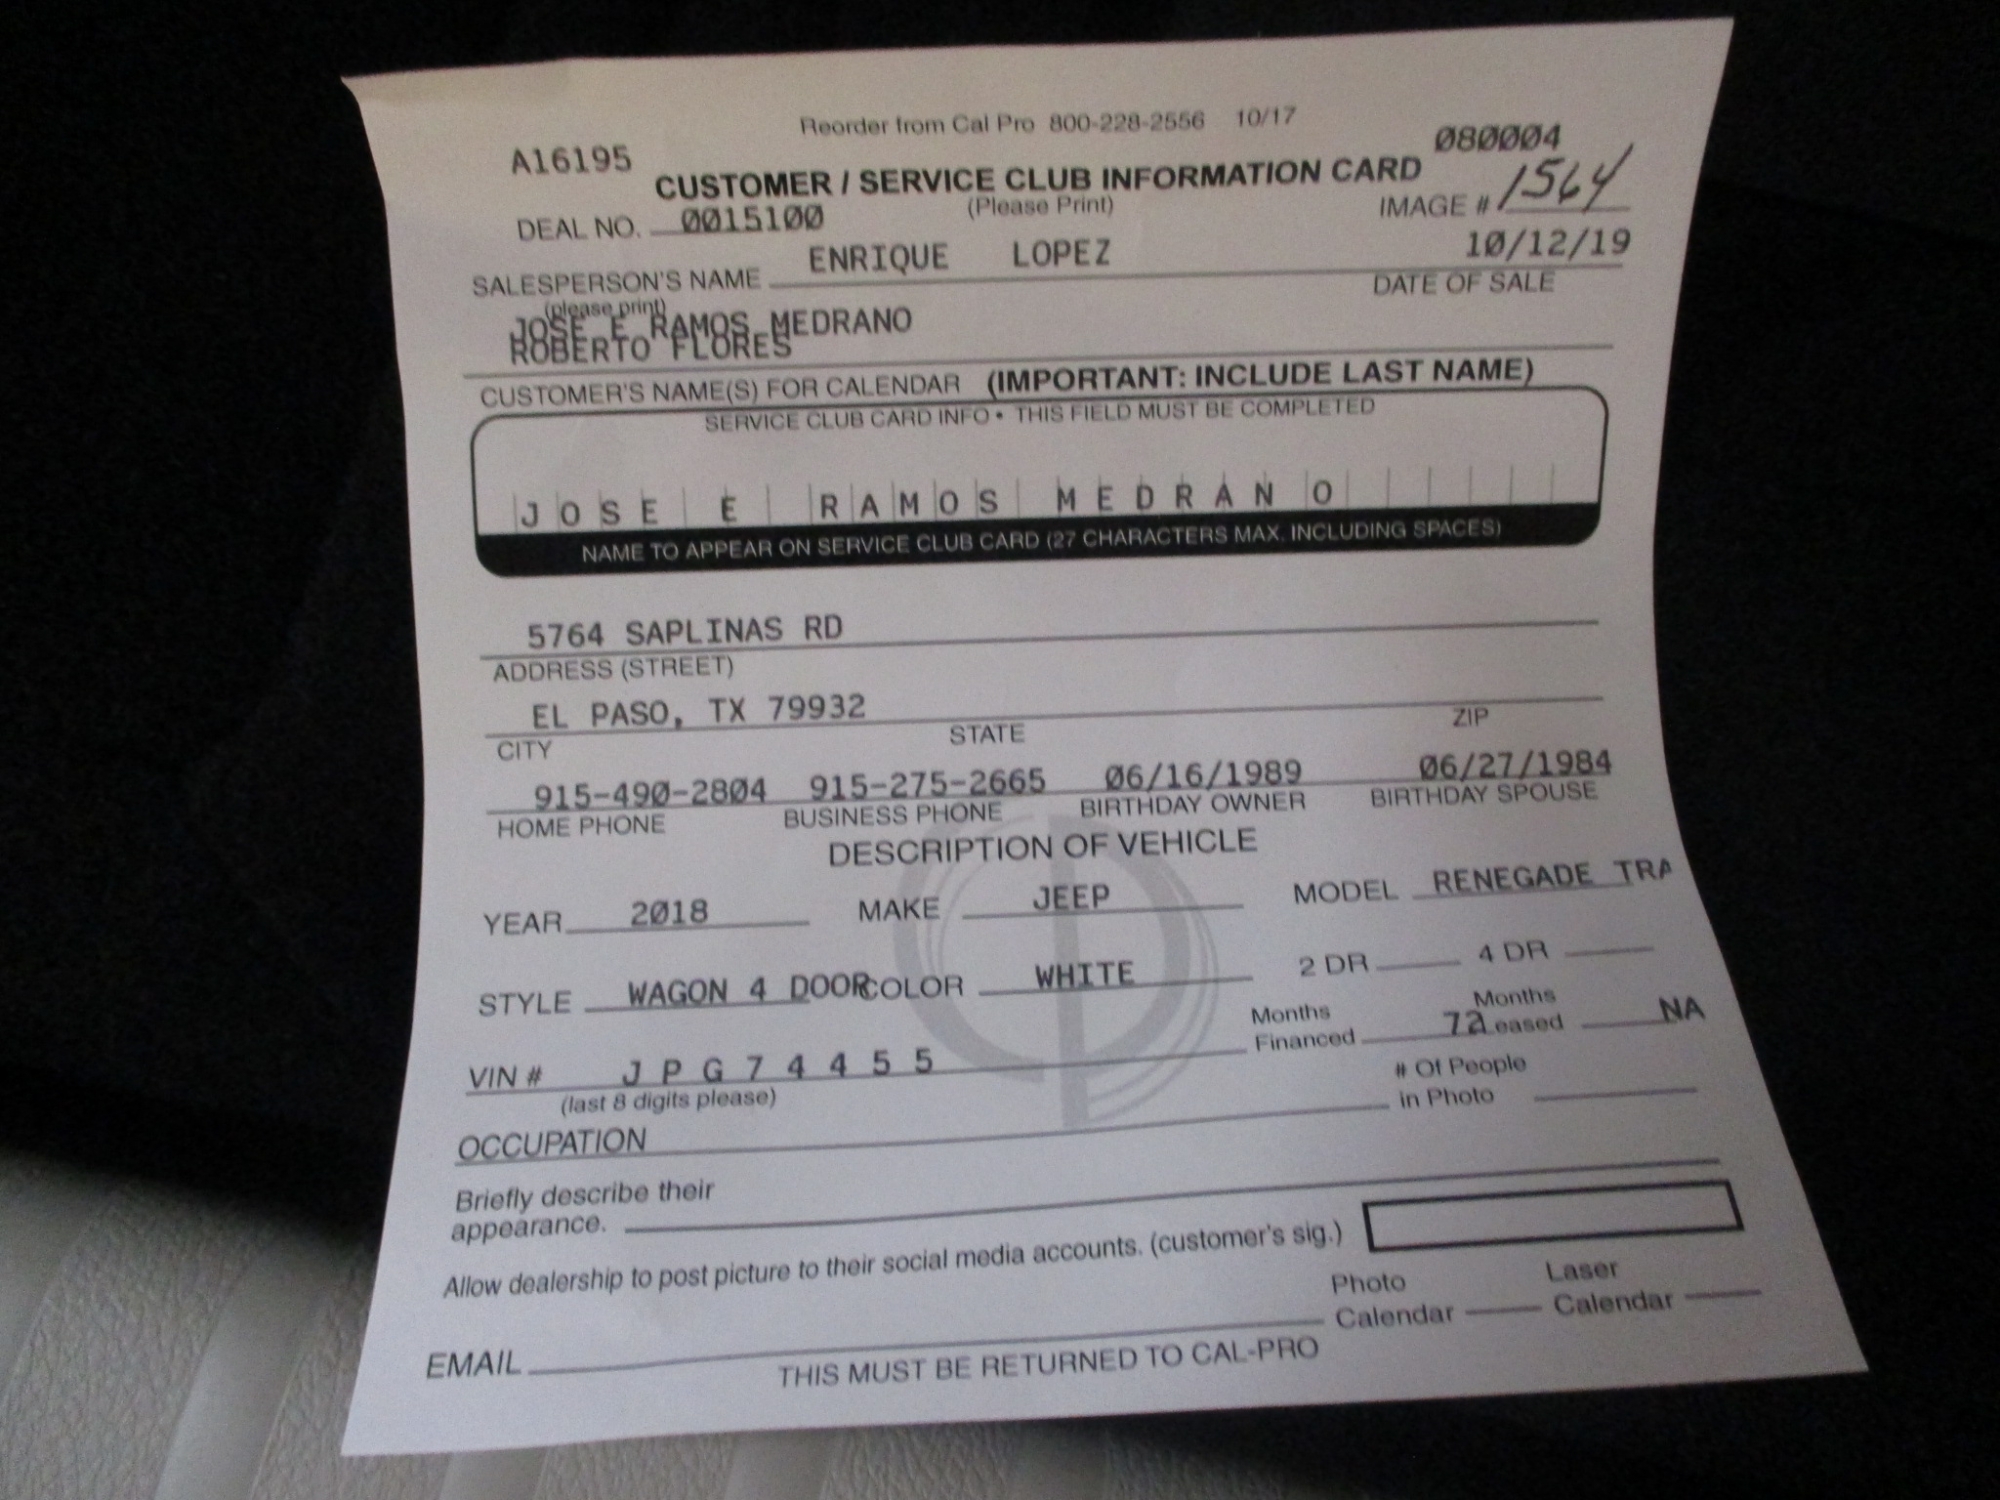 Reorder from Cal Pro 800-228-2556 10/17
A16195 080004
CUSTOMER / SERVICE CLUB INFORMATION CARD
(Please Print)
DEAL NO. 0015100 IMAGE # 1564
SALESPERSON'S NAME ENRIQUE LOPEZ 10/12/19
(please print) DATE OF SALE
JOSE E RAMOS MEDRANO
ROBERTO FLORES
CUSTOMER'S NAME(S) FOR CALENDAR (IMPORTANT: INCLUDE LAST NAME)
SERVICE CLUB CARD INFO • THIS FIELD MUST BE COMPLETED
JOSE E RAMOS MEDRANO
NAME TO APPEAR ON SERVICE CLUB CARD (27 CHARACTERS MAX. INCLUDING SPACES)
5764 SAPLINAS RD
ADDRESS (STREET)
EL PASO, TX 79932
CITY STATE ZIP
915-490-2804 915-275-2665 06/16/1989 06/27/1984
HOME PHONE BUSINESS PHONE BIRTHDAY OWNER BIRTHDAY SPOUSE
DESCRIPTION OF VEHICLE
YEAR 2018 MAKE JEEP MODEL RENEGADE TRA
STYLE WAGON 4 DOOR COLOR WHITE 2 DR 4 DR
Months Financed 72 Months Leased NA
VIN # J P G 7 4 4 5 5
(last 8 digits please)
# Of People in Photo
OCCUPATION
Briefly describe their
appearance.
Allow dealership to post picture to their social media accounts. (customer's sig.)
Photo Calendar Laser Calendar
EMAIL
THIS MUST BE RETURNED TO CAL-PRO